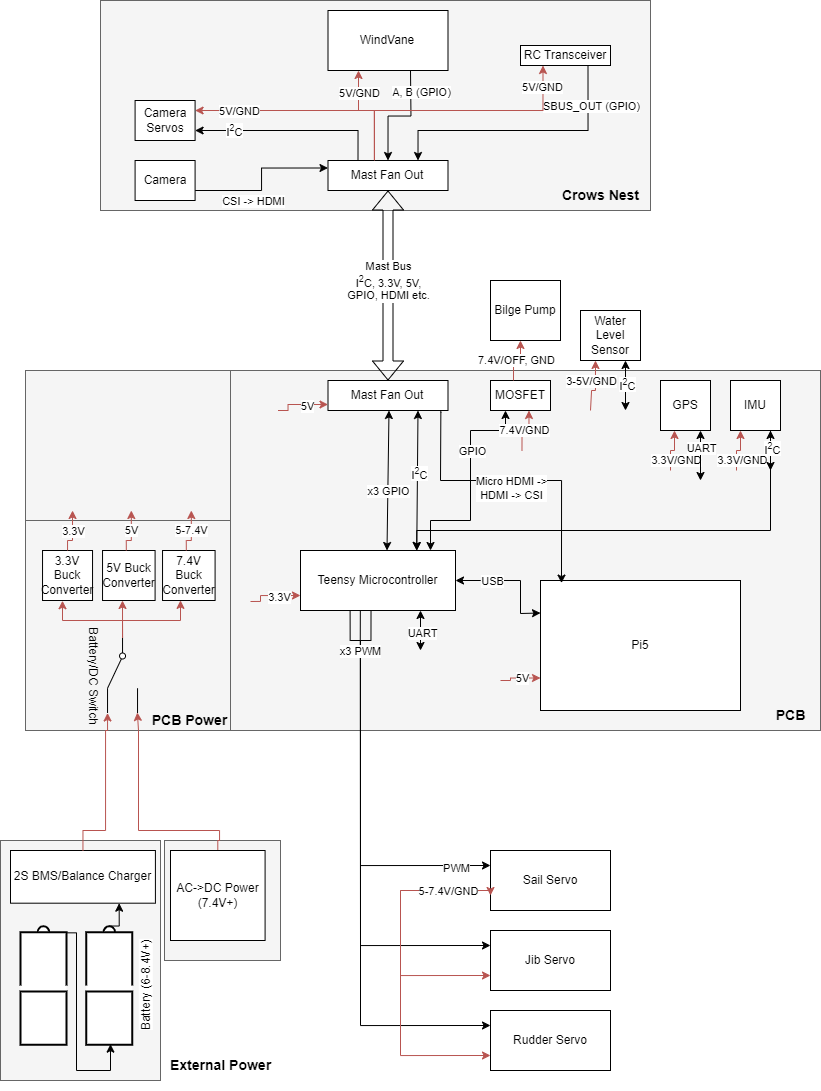 WindVane
RC Transceiver
5V/GND
A, B (GPIO)
5V/GND
SBUS_OUT (GPIO)
Camera
Servos
5V/GND
I2C
Camera
Mast Fan Out
CSI -> HDMI
Crows Nest
Mast Bus
I2C, 3.3V, 5V,
GPIO, HDMI etc.
Bilge Pump
Water
Level
Sensor
7.4V/OFF, GND
3-5V/GND
I2C
Mast Fan Out
5V
MOSFET
7.4V/GND
GPS
IMU
GPIO
UART
3.3V/GND
I2C
3.3V/GND
I2C
x3 GPIO
Micro HDMI ->
HDMI -> CSI
3.3V
5V
5-7.4V
3.3V
Buck
Converter
5V Buck
Converter
7.4V
Buck
Converter
Teensy Microcontroller
USB
3.3V
UART
x3 PWM
Pi5
5V
Battery/DC Switch
PCB Power
PCB
2S BMS/Balance Charger
AC->DC Power
(7.4V+)
Battery (6-8.4V+)
External Power
PWM
5-7.4V/GND
Sail Servo
Jib Servo
Rudder Servo